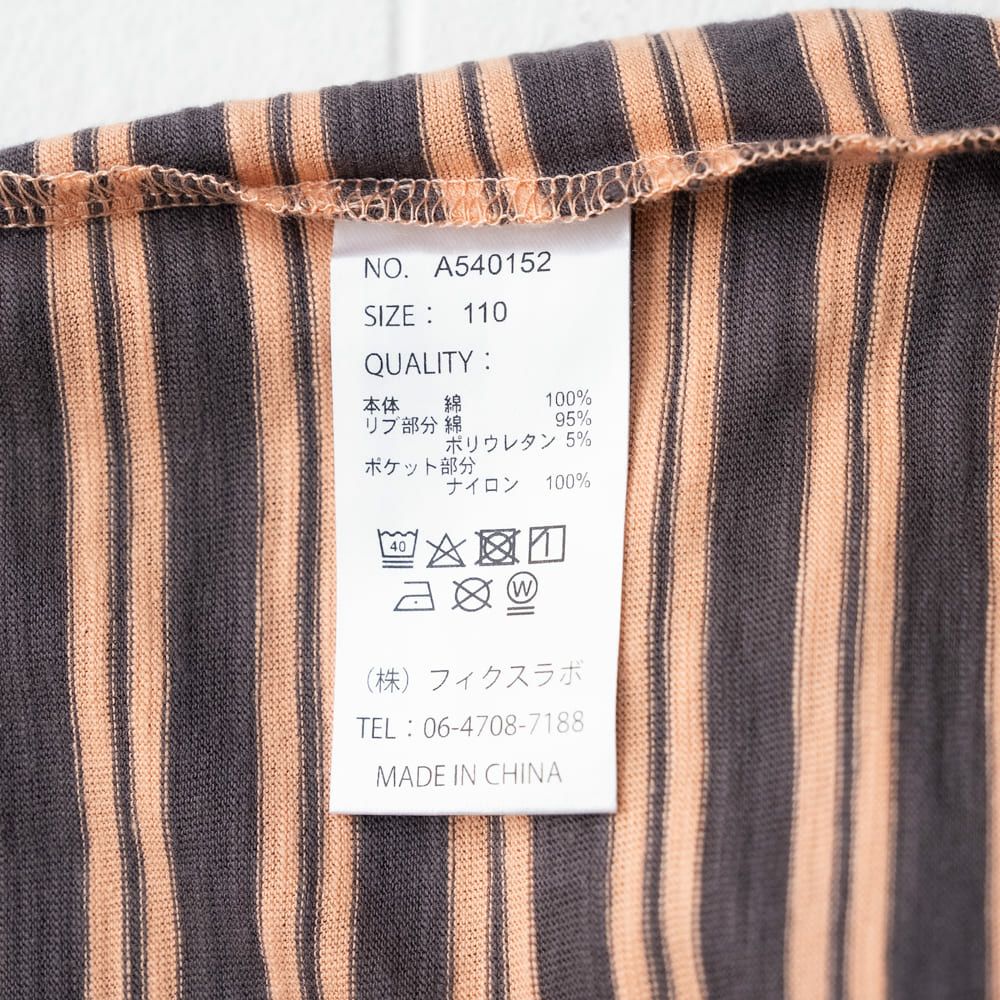 NO. A540152
SIZE： 110
QUALITY：
本体 綿 100%
リブ部分 綿 95%
ポリウレタン 5%
ポケット部分
ナイロン 100%
40
W
（株）フィクスラボ
TEL：06-4708-7188
MADE IN CHINA